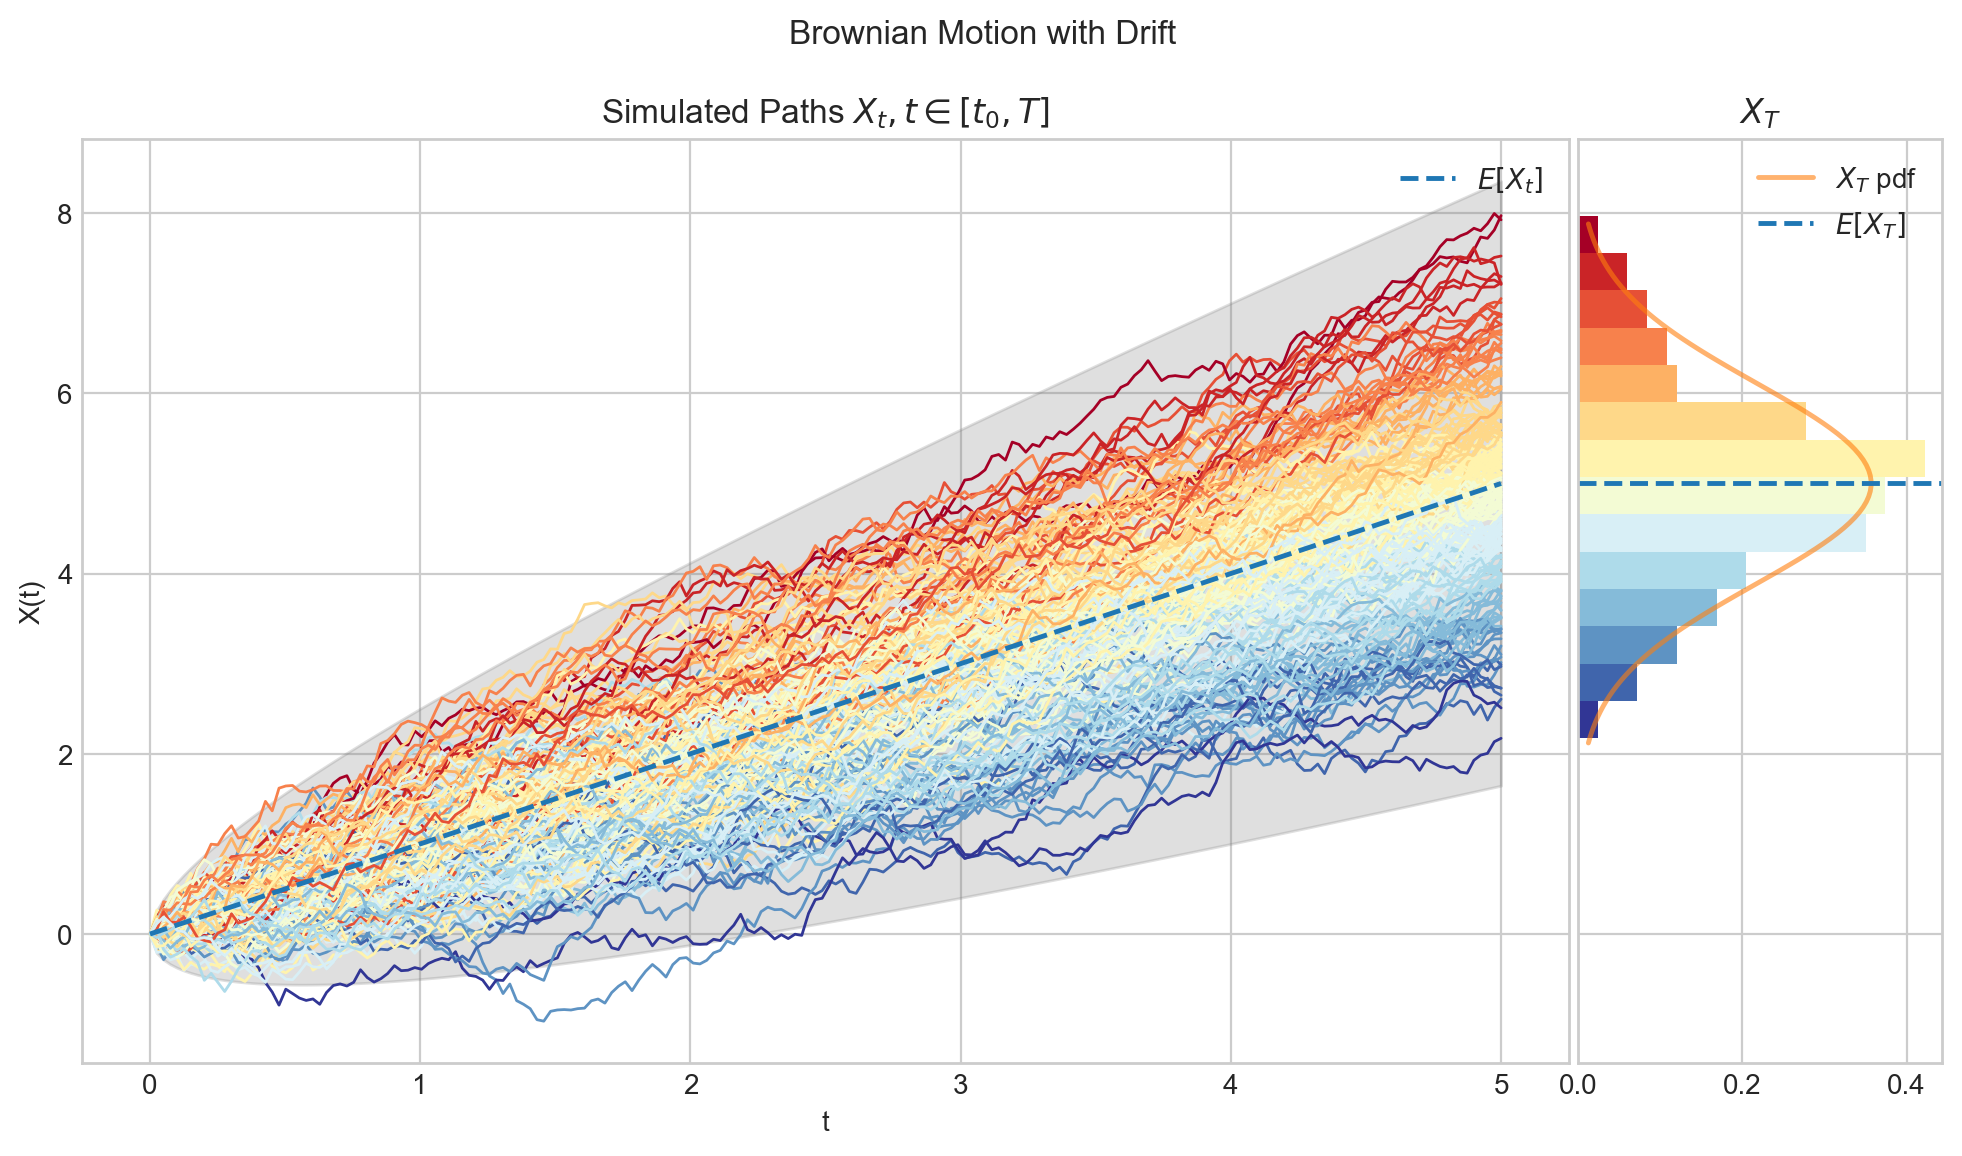 Brownian Motion with Drift
Simulated Paths $X_t, t \in [t_0, T]$
$X_T$
$E[X_t]$
$X_T$ pdf
$E[X_T]$
X(t)
8
6
4
2
0
0 1 2 3 4 5
0.0 0.2 0.4
t